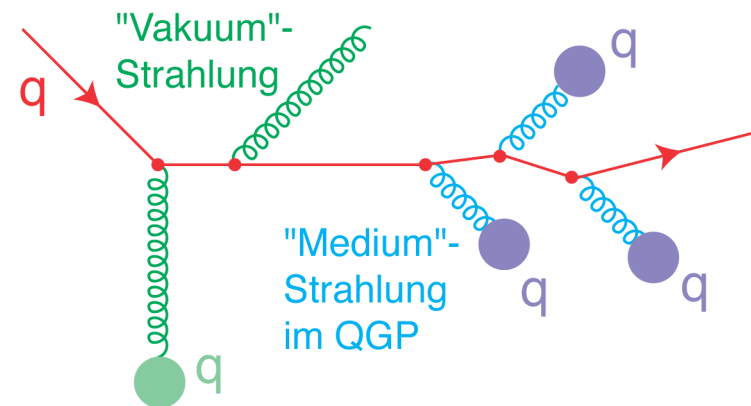 "Vakuum"-
Strahlung
q
q
"Medium"-
Strahlung
im QGP
q
q
q